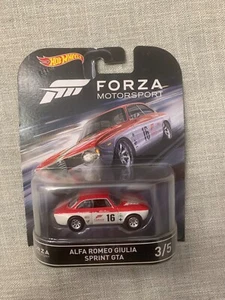 Hot Wheels
FORZA
MOTORSPORT
16
16
ALFA ROMEO GIULIA
SPRINT GTA
3/5